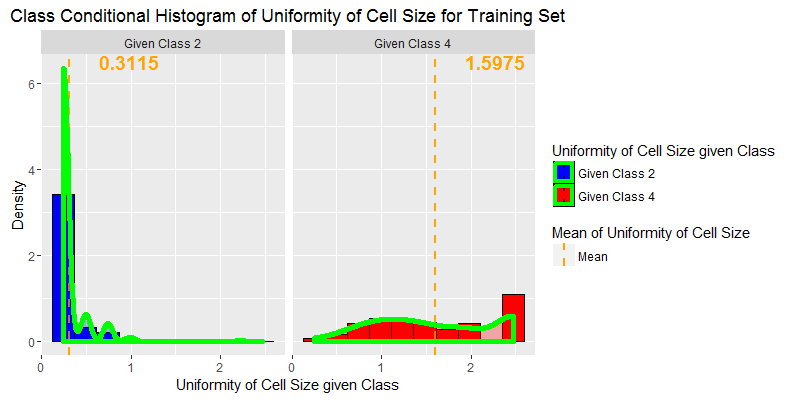 Class Conditional Histogram of Uniformity of Cell Size for Training Set
Given Class 2
Given Class 4
0.3115
1.5975
6
4
2
0
Density
0 1 2
0 1 2
Uniformity of Cell Size given Class
Uniformity of Cell Size given Class
Given Class 2
Given Class 4
Mean of Uniformity of Cell Size
Mean